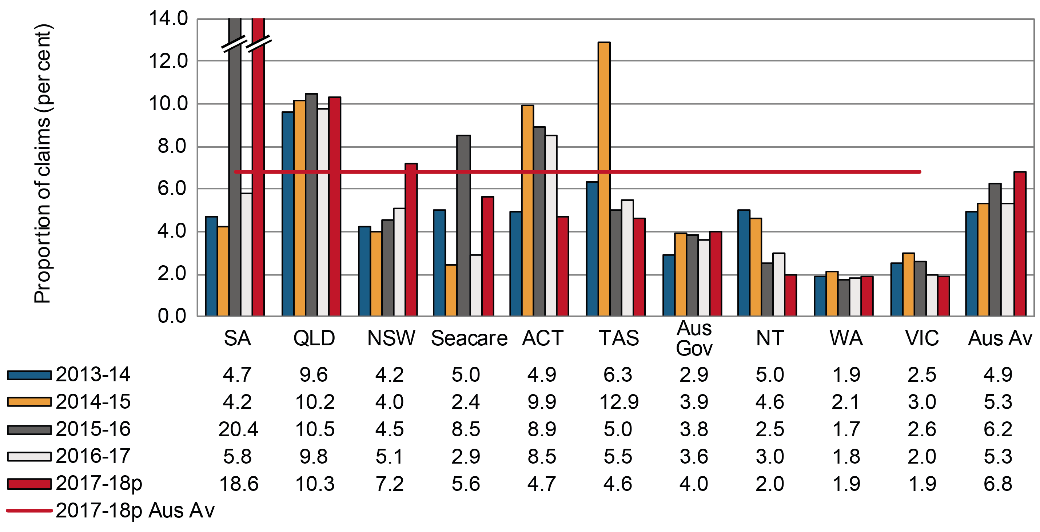 Proportion of claims (per cent)
14.0
12.0
10.0
8.0
6.0
4.0
2.0
0.0
SA QLD NSW Seacare ACT TAS Aus Gov NT WA VIC Aus Av
2013-14 4.7 9.6 4.2 5.0 4.9 6.3 2.9 5.0 1.9 2.5 4.9
2014-15 4.2 10.2 4.0 2.4 9.9 12.9 3.9 4.6 2.1 3.0 5.3
2015-16 20.4 10.5 4.5 8.5 8.9 5.0 3.8 2.5 1.7 2.6 6.2
2016-17 5.8 9.8 5.1 2.9 8.5 5.5 3.6 3.0 1.8 2.0 5.3
2017-18p 18.6 10.3 7.2 5.6 4.7 4.6 4.0 2.0 1.9 1.9 6.8
2017-18p Aus Av